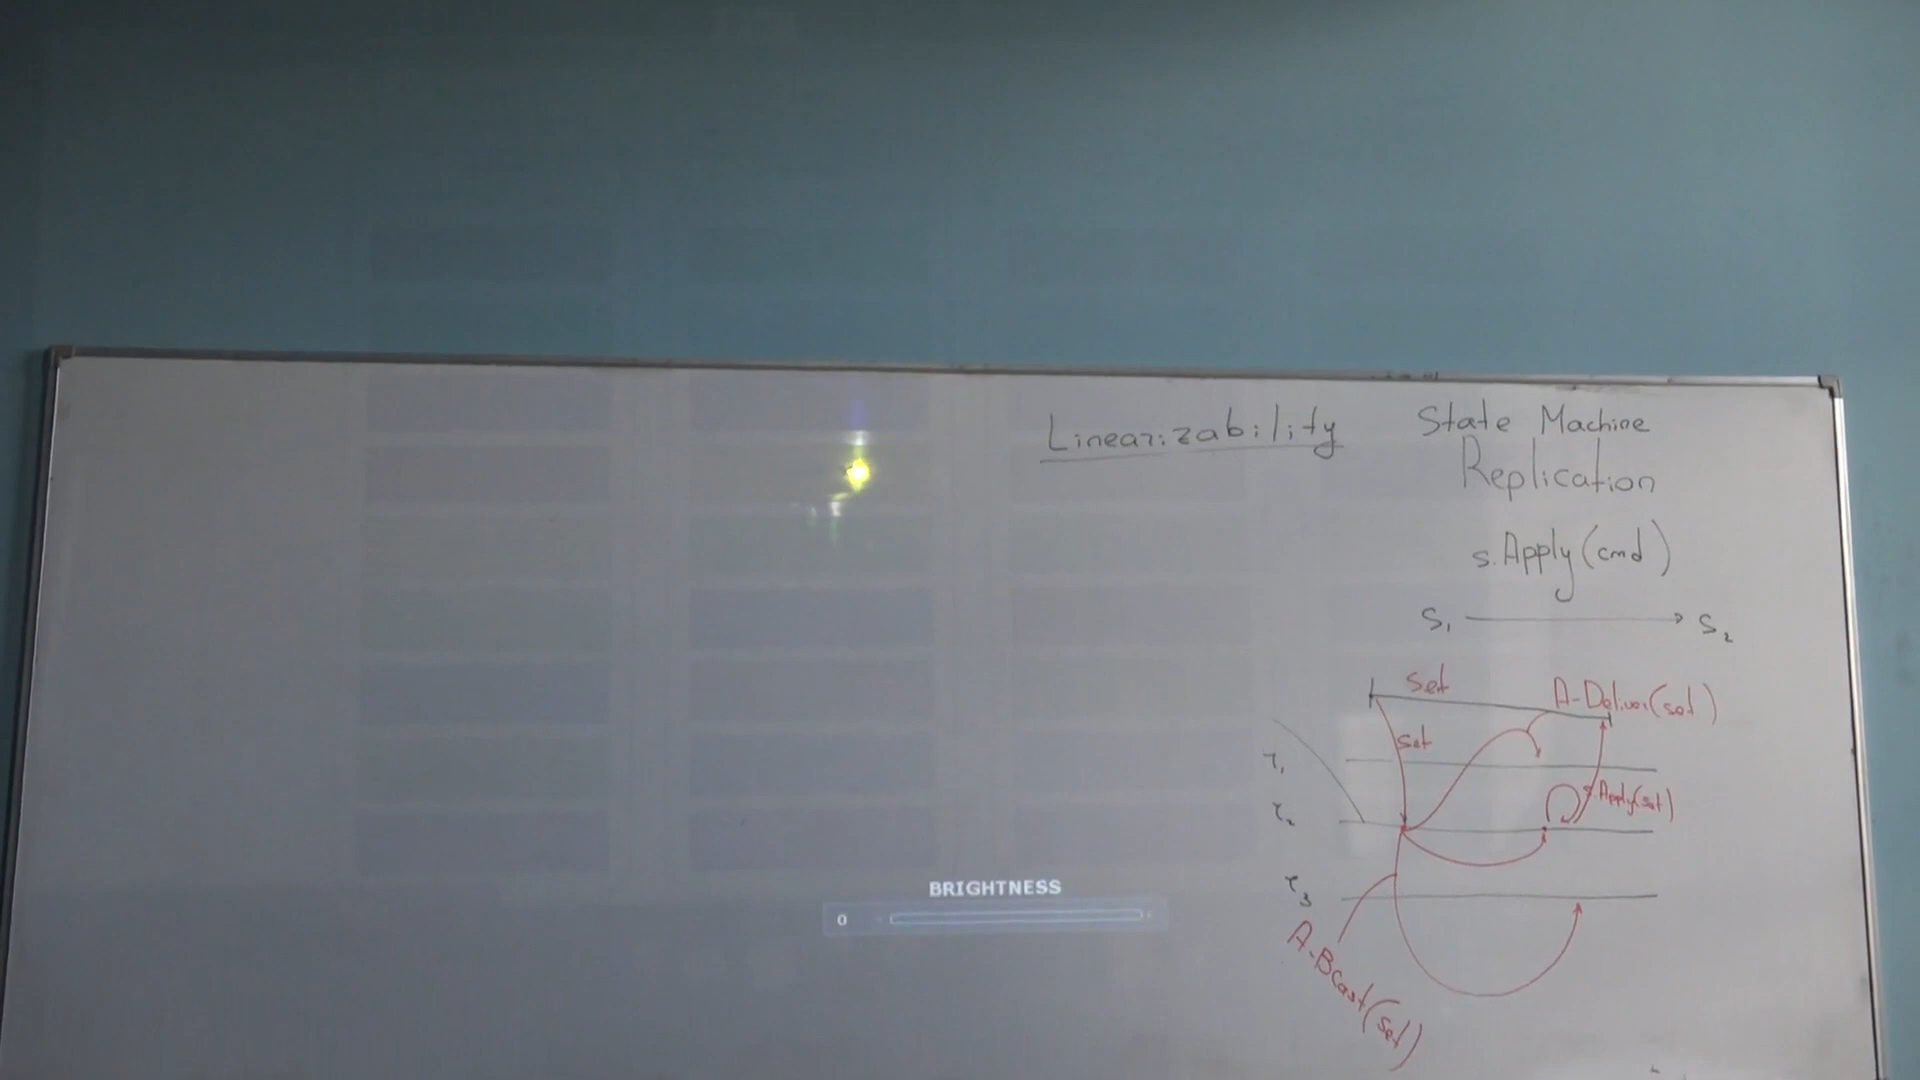 Linearizability
State Machine
Replication
s.Apply(cmd)
S₁ → S₂
set
A-Deliver(set)
set
r₁
r₂
s.Apply(set)
r₃
A-Bcast(set)
BRIGHTNESS
0